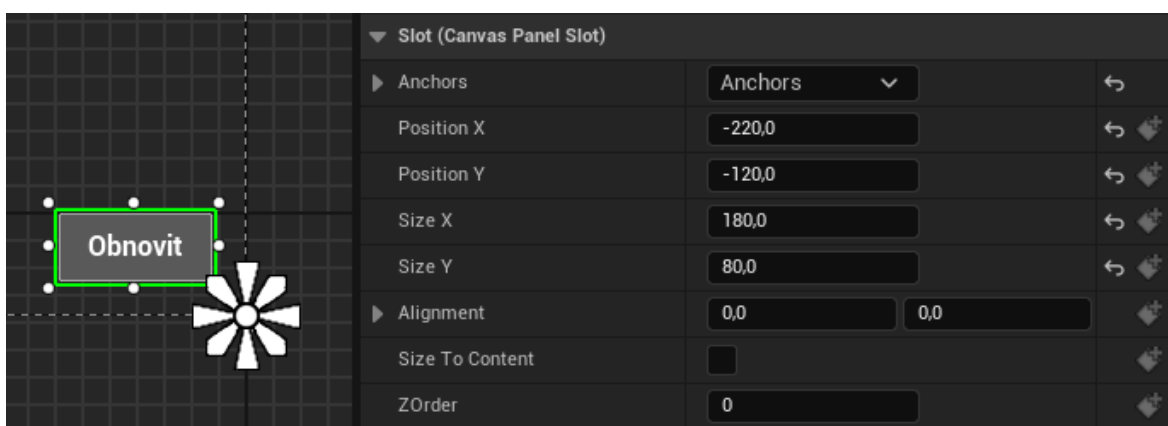 Slot (Canvas Panel Slot)
Anchors Anchors
Position X -220,0
Position Y -120,0
Size X 180,0
Obnovit
Size Y 80,0
Alignment 0,0 0,0
Size To Content
ZOrder 0